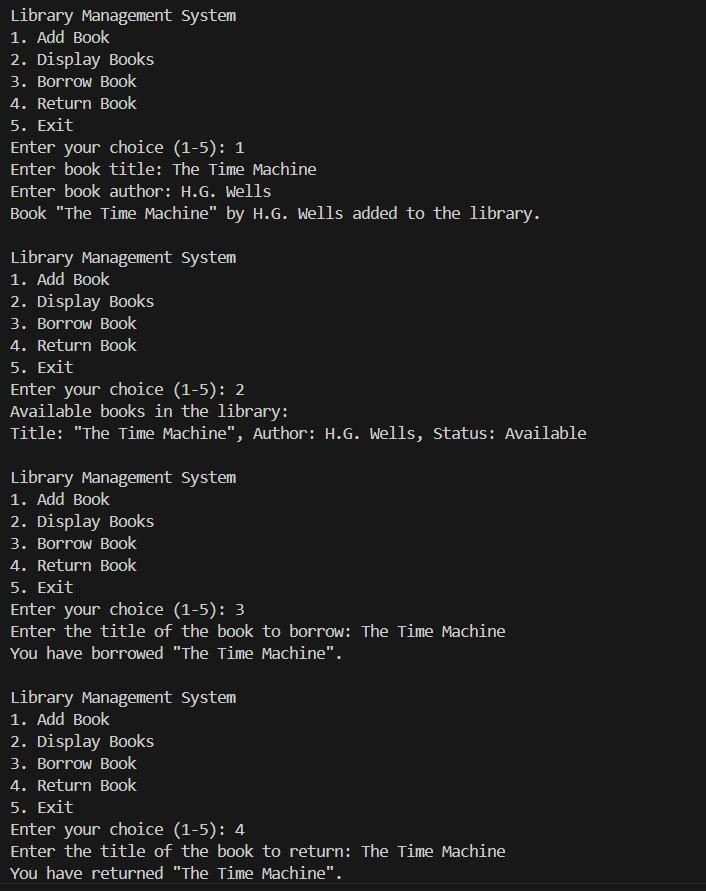 Library Management System
1. Add Book
2. Display Books
3. Borrow Book
4. Return Book
5. Exit
Enter your choice (1-5): 1
Enter book title: The Time Machine
Enter book author: H.G. Wells
Book "The Time Machine" by H.G. Wells added to the library.

Library Management System
1. Add Book
2. Display Books
3. Borrow Book
4. Return Book
5. Exit
Enter your choice (1-5): 2
Available books in the library:
Title: "The Time Machine", Author: H.G. Wells, Status: Available

Library Management System
1. Add Book
2. Display Books
3. Borrow Book
4. Return Book
5. Exit
Enter your choice (1-5): 3
Enter the title of the book to borrow: The Time Machine
You have borrowed "The Time Machine".

Library Management System
1. Add Book
2. Display Books
3. Borrow Book
4. Return Book
5. Exit
Enter your choice (1-5): 4
Enter the title of the book to return: The Time Machine
You have returned "The Time Machine".